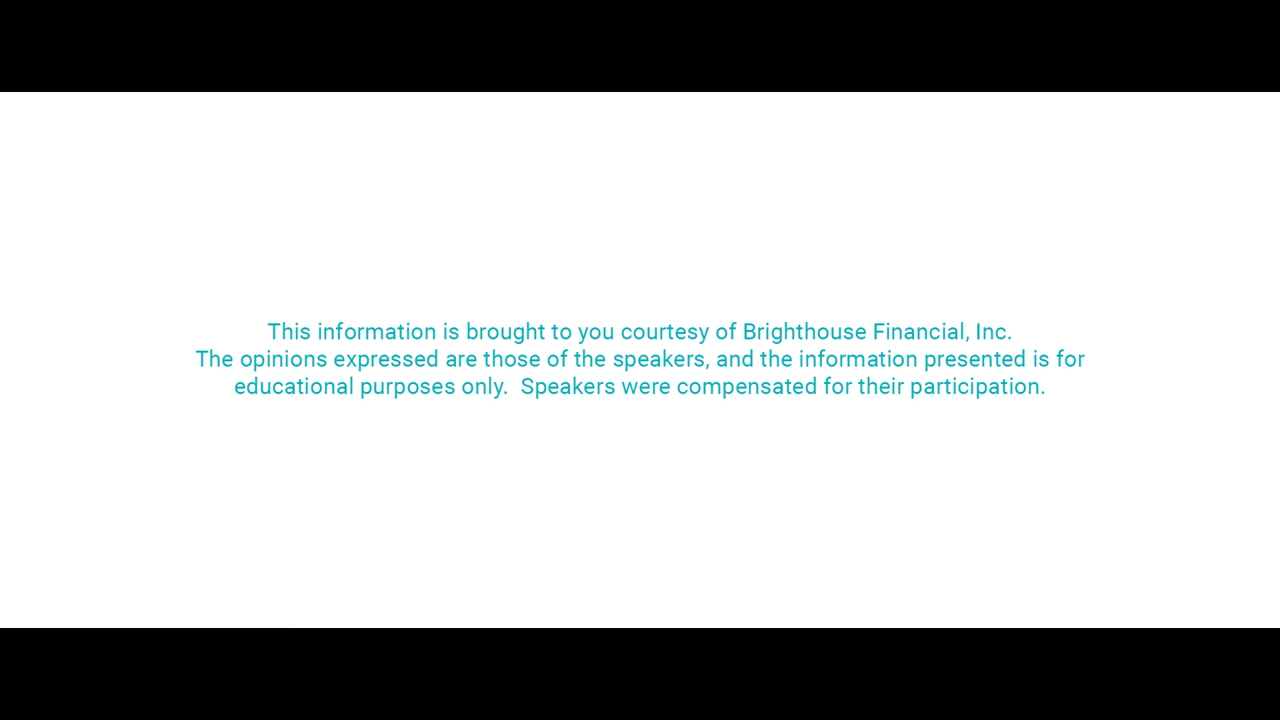 This information is brought to you courtesy of Brighthouse Financial, Inc.
The opinions expressed are those of the speakers, and the information presented is for
educational purposes only.  Speakers were compensated for their participation.